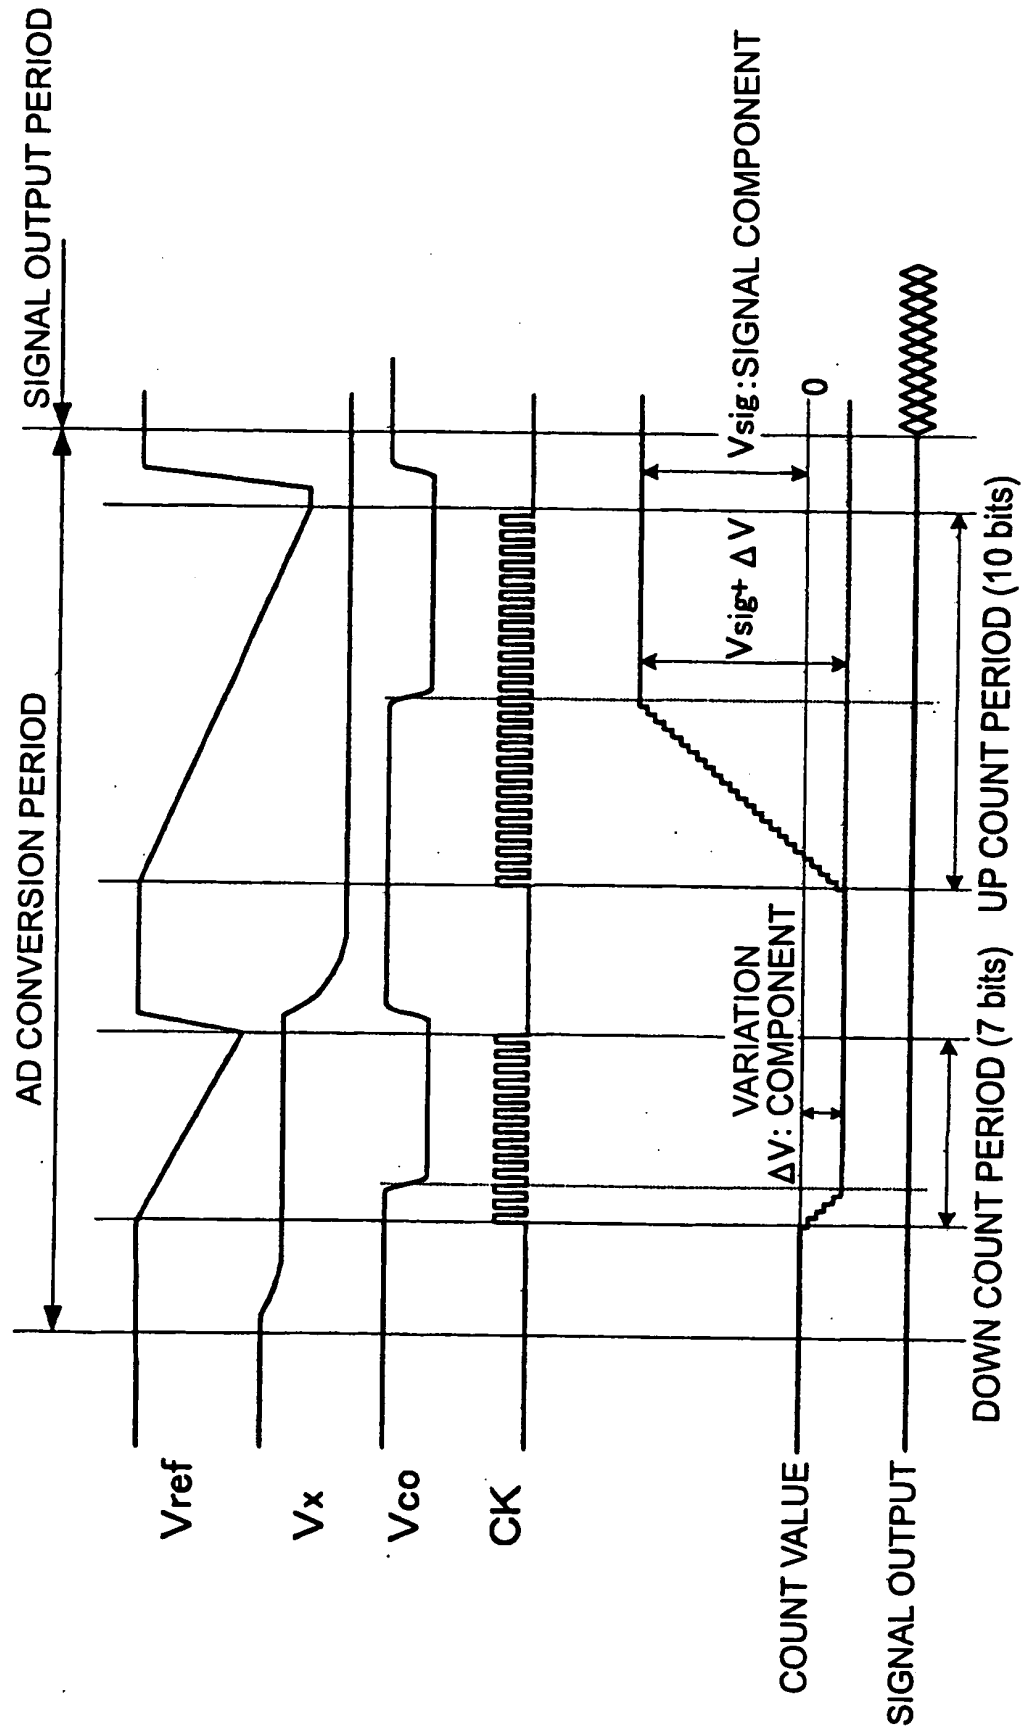 AD CONVERSION PERIOD
SIGNAL OUTPUT PERIOD
Vref
Vx
Vco
CK
VARIATION
ΔV: COMPONENT
Vsig+ ΔV
Vsig:SIGNAL COMPONENT
COUNT VALUE
0
SIGNAL OUTPUT
DOWN COUNT PERIOD (7 bits)
UP COUNT PERIOD (10 bits)